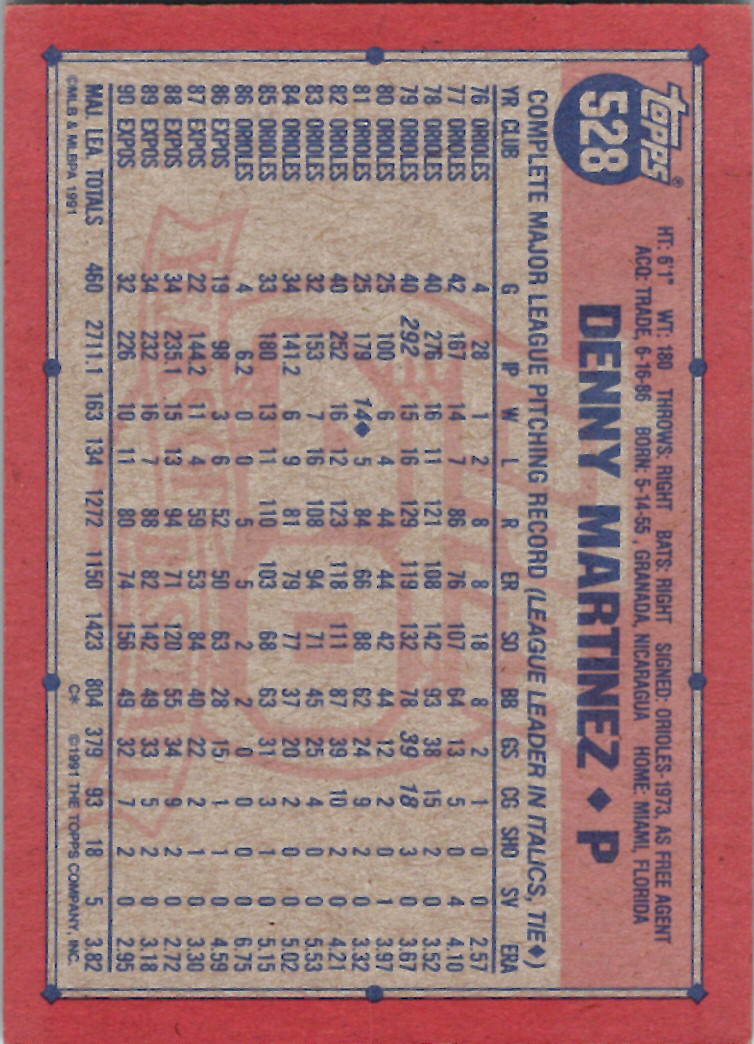 topps®
528
HT: 6'1" WT: 180 THROWS: RIGHT BATS: RIGHT SIGNED: ORIOLES-1973, AS FREE AGENT
ACQ: TRADE, 6-16-86 BORN: 5-14-55, GRANADA, NICARAGUA HOME: MIAMI, FLORIDA
DENNY MARTINEZ ♦ P
COMPLETE MAJOR LEAGUE PITCHING RECORD (LEAGUE LEADER IN ITALICS, TIE♦)
YR CLUB G IP W L R ER SO BB GS CG SHO SV ERA
76 ORIOLES 4 28 1 2 8 8 18 8 2 1 0 0 2.57
77 ORIOLES 42 167 14 7 86 76 107 64 13 5 0 4 4.10
78 ORIOLES 40 276 16 11 121 108 142 93 38 15 2 0 3.52
79 ORIOLES 40 292 15 16 129 119 132 78 39 18 3 0 3.67
80 ORIOLES 25 100 6 4 44 44 42 44 12 2 0 1 3.97
81 ORIOLES 25 179 14♦ 5 84 66 88 62 24 9 2 0 3.32
82 ORIOLES 40 252 16 12 123 118 111 87 39 10 2 0 4.21
83 ORIOLES 32 153 7 16 108 94 71 45 25 4 0 0 5.53
84 ORIOLES 34 141.2 6 9 81 79 77 37 20 2 0 0 5.02
85 ORIOLES 33 180 13 11 110 103 68 63 31 3 1 0 5.15
86 ORIOLES 4 6.2 0 0 5 5 2 2 0 0 0 0 6.75
86 EXPOS 19 98 3 6 52 50 63 28 15 1 1 0 4.59
87 EXPOS 22 144.2 11 4 59 53 84 40 22 2 1 0 3.30
88 EXPOS 34 235.1 15 13 94 71 120 55 34 9 2 0 2.72
89 EXPOS 34 232 16 7 88 82 142 49 33 5 2 0 3.18
90 EXPOS 32 226 10 11 80 74 156 49 32 7 2 0 2.95
MAJ. LEA. TOTALS 460 2711.1 163 134 1272 1150 1423 804 379 93 18 5 3.82
©MLB & MLBPA 1991 C* ©1991 THE TOPPS COMPANY, INC.